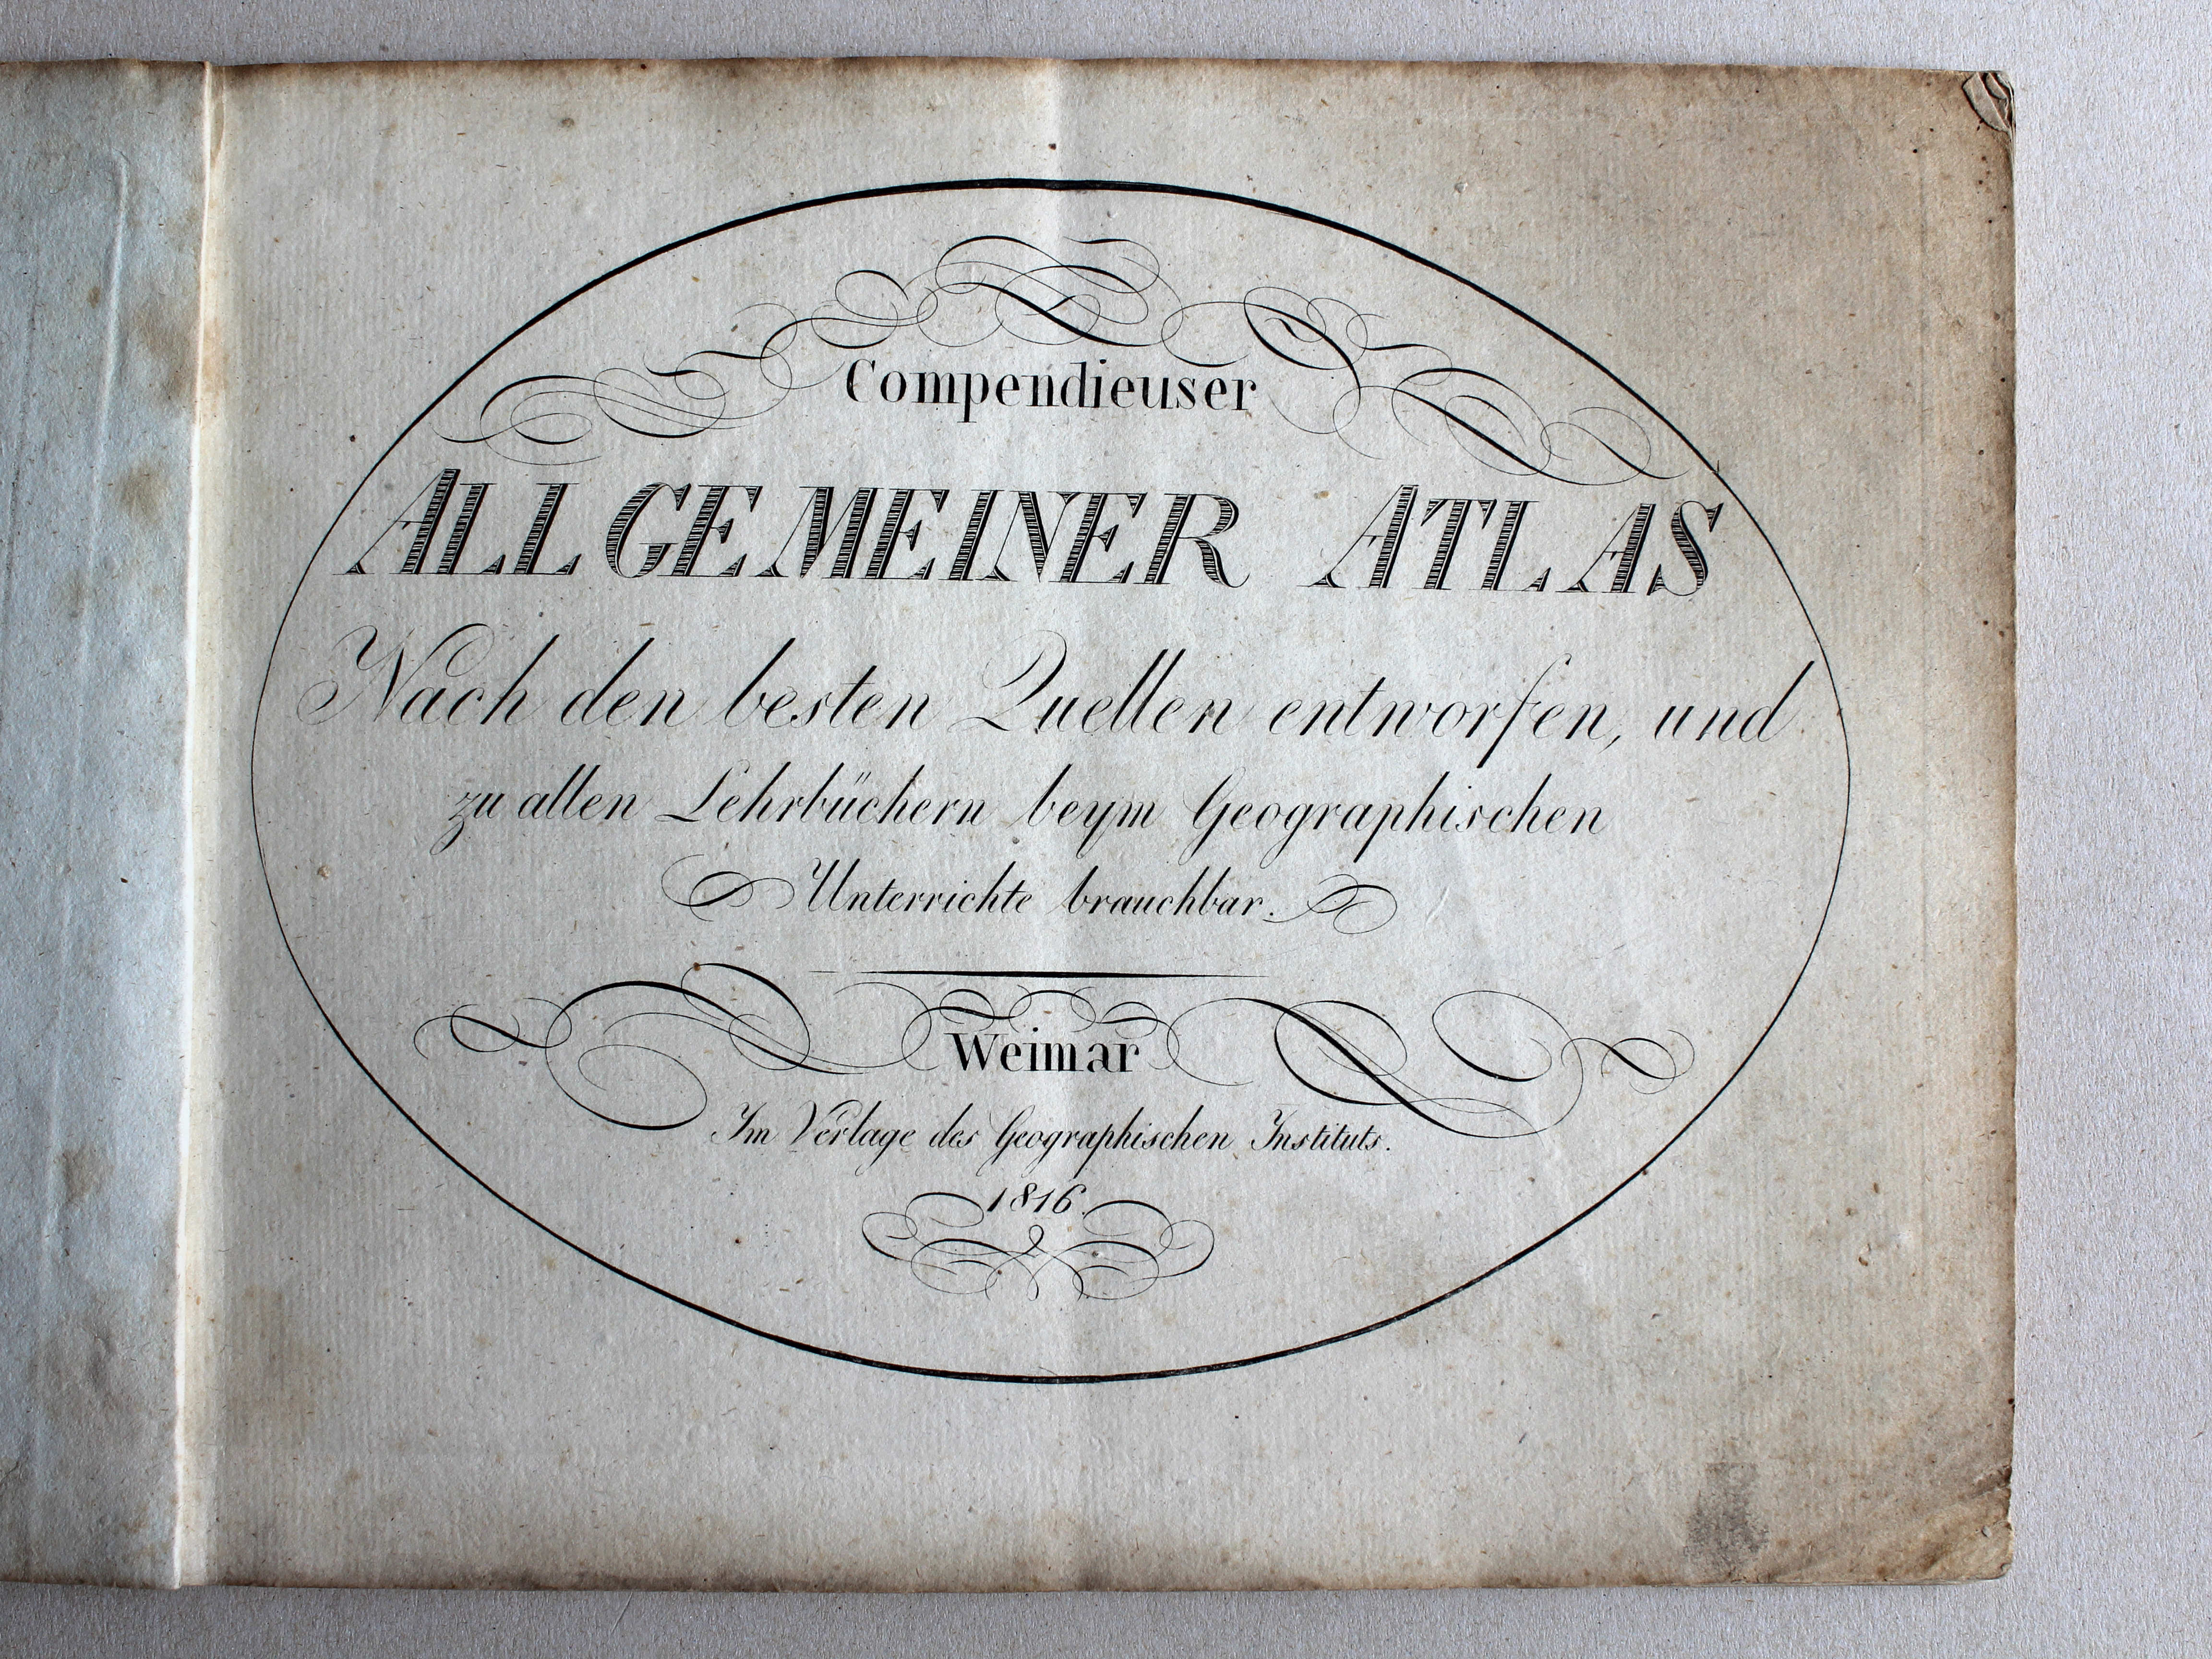 Compendieuser
ALLGEMEINER ATLAS
Nach den besten Quellen entworfen, und
zu allen Lehrbüchern beym Geographischen
Unterrichte brauchbar.
Weimar
Im Verlage des Geographischen Instituts.
1816.